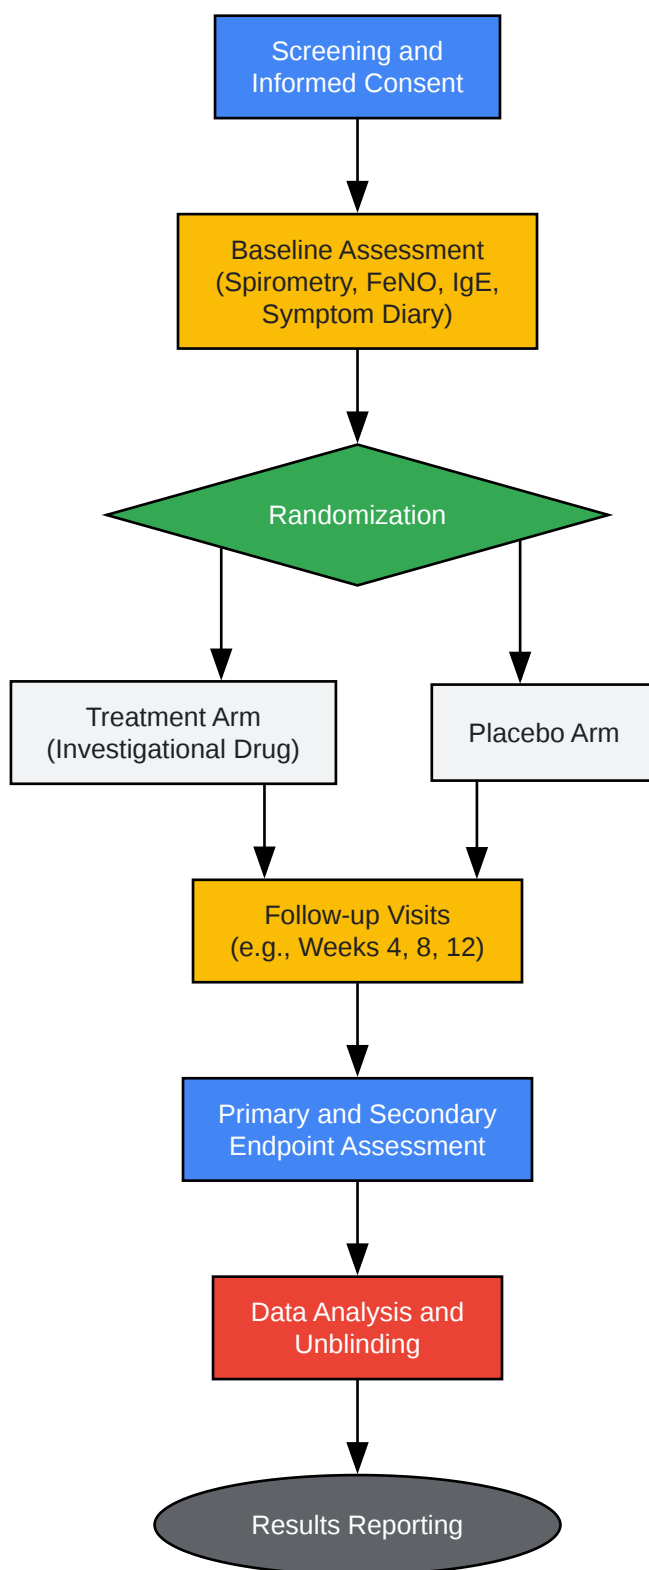 Screening and
Informed Consent
Baseline Assessment
(Spirometry, FeNO, IgE,
Symptom Diary)
Randomization
Treatment Arm
(Investigational Drug)
Placebo Arm
Follow-up Visits
(e.g., Weeks 4, 8, 12)
Primary and Secondary
Endpoint Assessment
Data Analysis and
Unblinding
Results Reporting